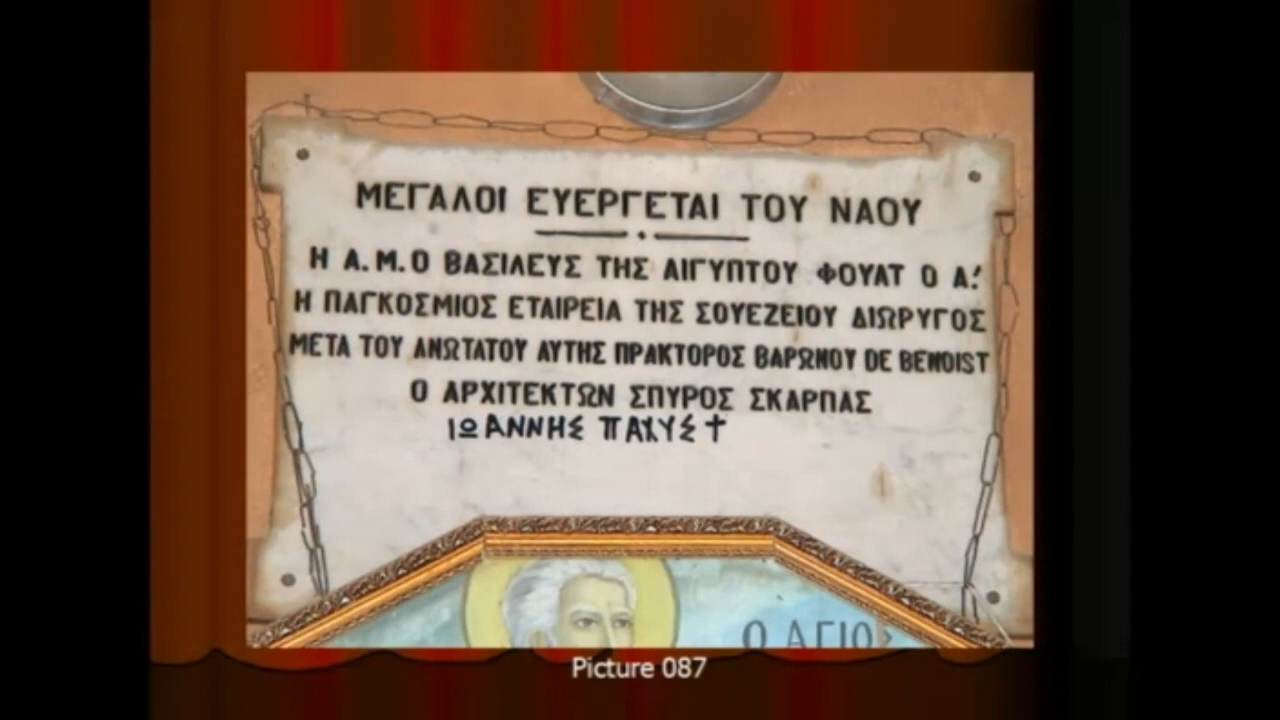 ΜΕΓΑΛΟΙ ΕΥΕΡΓΕΤΑΙ ΤΟΥ ΝΑΟΥ
Η Α.Μ.Ο ΒΑΣΙΛΕΥΣ ΤΗΣ ΑΙΓΥΠΤΟΥ ΦΟΥΑΤ Ο Α.'
Η ΠΑΓΚΟΣΜΙΟΣ ΕΤΑΙΡΕΙΑ ΤΗΣ ΣΟΥΕΖΕΙΟΥ ΔΙΩΡΥΓΟΣ
ΜΕΤΑ ΤΟΥ ΑΝΩΤΑΤΟΥ ΑΥΤΗΣ ΠΡΑΚΤΟΡΟΣ ΒΑΡΩΝΟΥ DE BENOIST
Ο ΑΡΧΙΤΕΚΤΩΝ ΣΠΥΡΟΣ ΣΚΑΡΠΑΣ
ΙΩΑΝΝΗΣ ΠΑΧΥΣ †
Ο ΑΓΙΟ
Picture 087